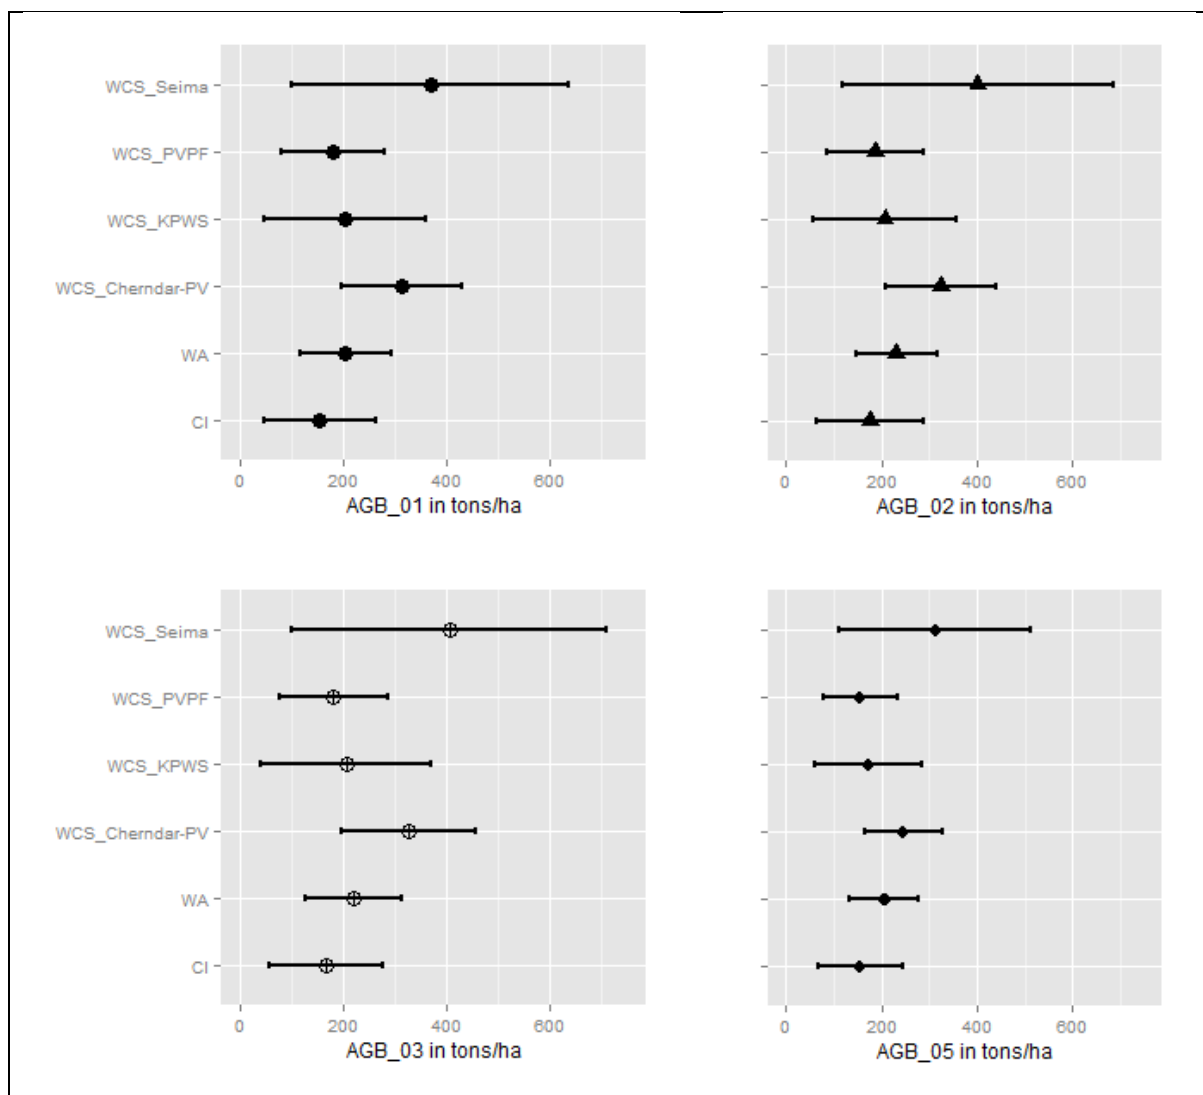 WCS_Seima
WCS_PVPF
WCS_KPWS
WCS_Cherndar-PV
WA
CI
0 200 400 600
AGB_01 in tons/ha
0 200 400 600
AGB_02 in tons/ha
WCS_Seima
WCS_PVPF
WCS_KPWS
WCS_Cherndar-PV
WA
CI
0 200 400 600
AGB_03 in tons/ha
0 200 400 600
AGB_05 in tons/ha